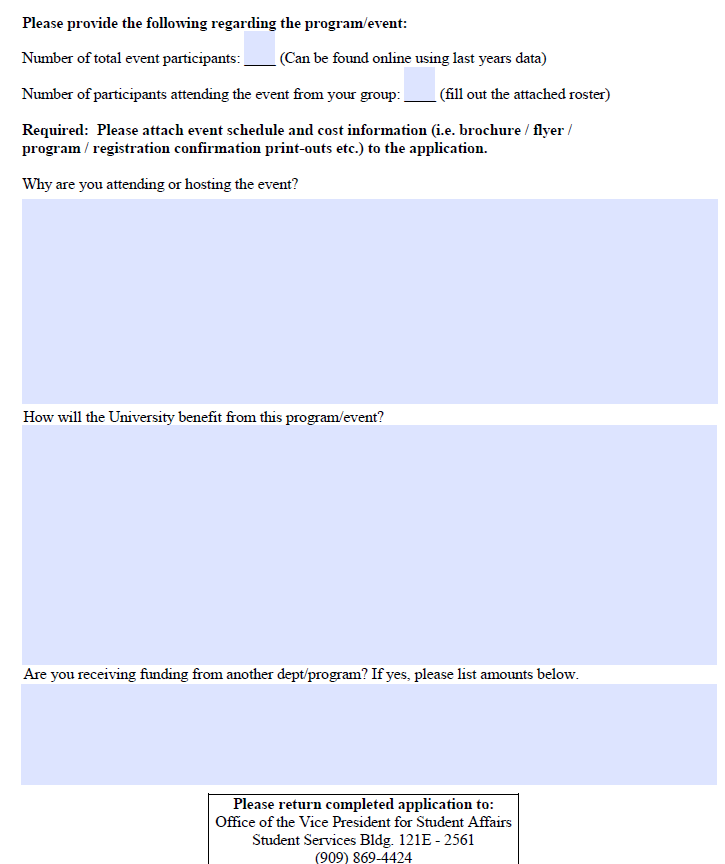 Please provide the following regarding the program/event:
Number of total event participants: ____ (Can be found online using last years data)
Number of participants attending the event from your group: ____ (fill out the attached roster)
Required:  Please attach event schedule and cost information (i.e. brochure / flyer /
program / registration confirmation print-outs etc.) to the application.
Why are you attending or hosting the event?
How will the University benefit from this program/event?
Are you receiving funding from another dept/program? If yes, please list amounts below.
Please return completed application to:
Office of the Vice President for Student Affairs
Student Services Bldg. 121E - 2561
(909) 869-4424